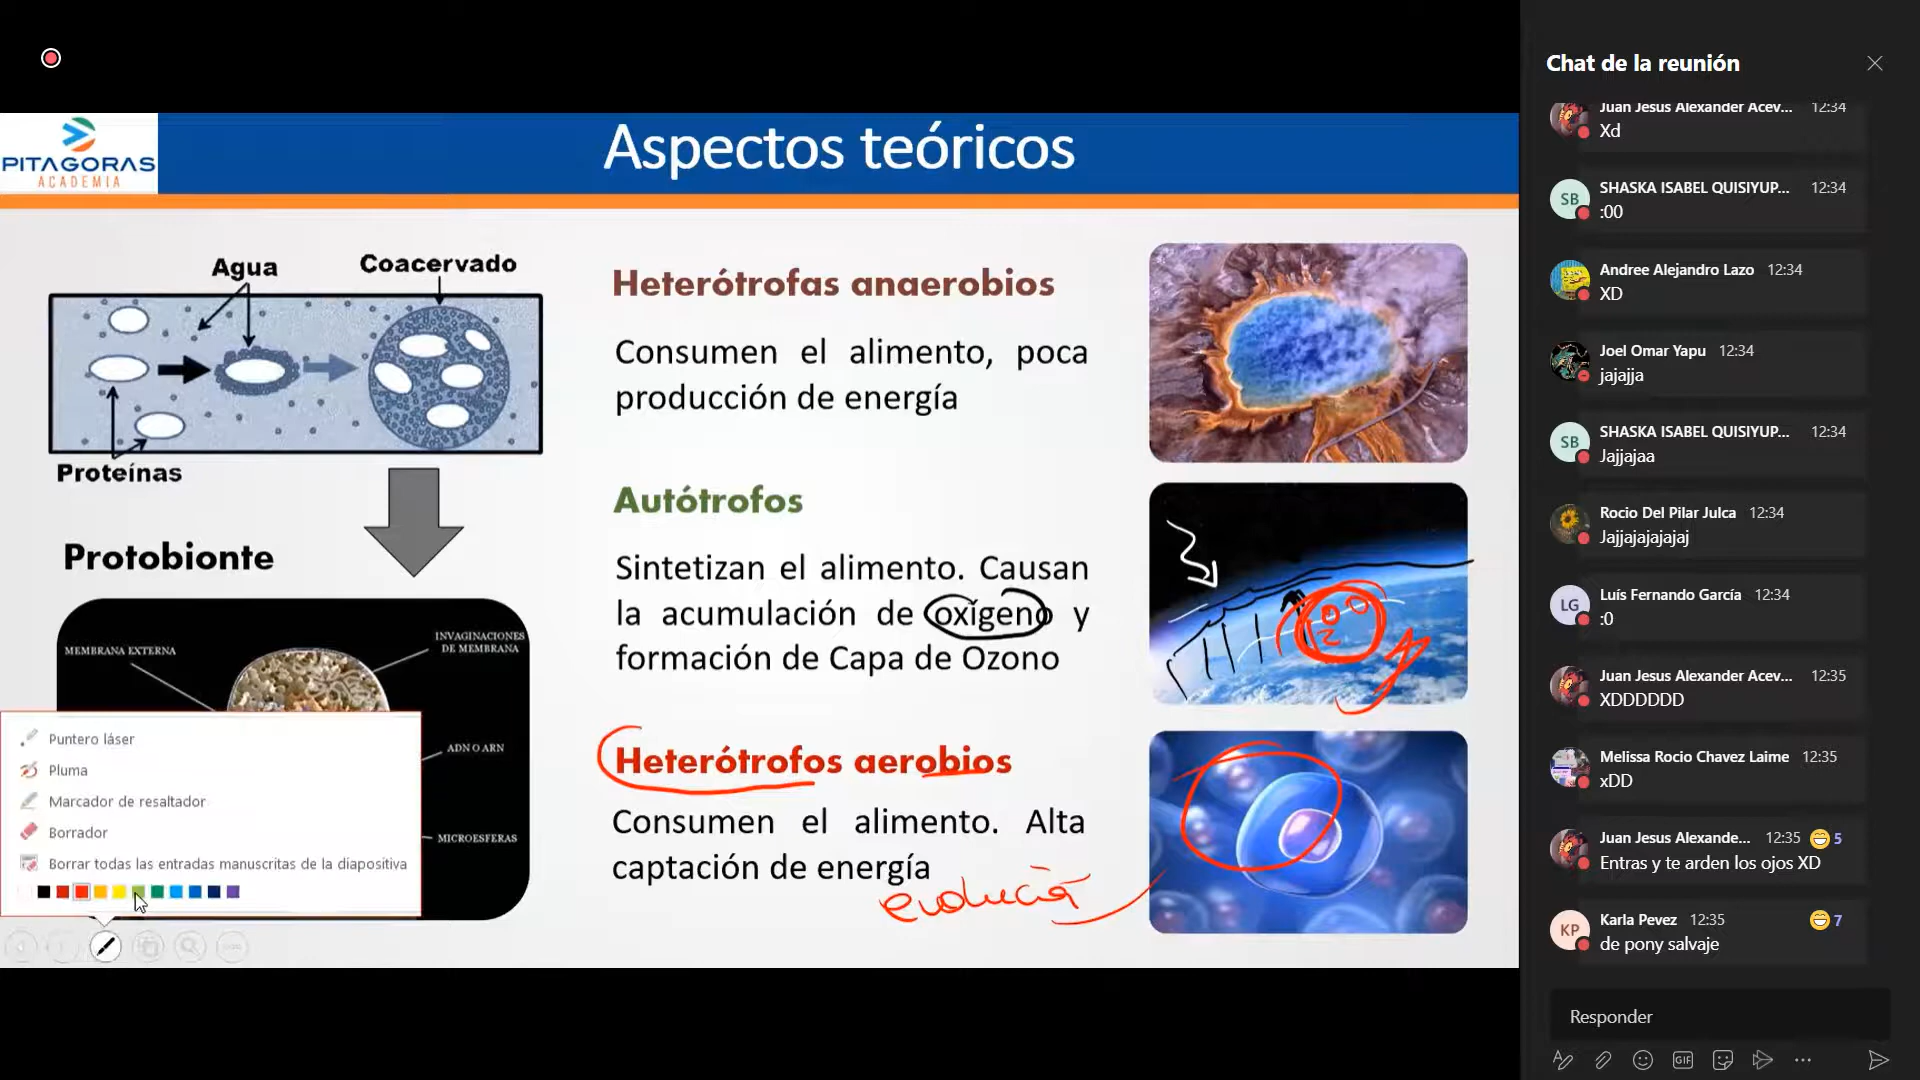 PITAGORAS
ACADEMIA
Aspectos teóricos
Agua
Coacervado
Proteínas
Protobionte
MEMBRANA EXTERNA
INVAGINACIONES
DE MEMBRANA
ADN O ARN
MICROESFERAS
Puntero láser
Pluma
Marcador de resaltador
Borrador
Borrar todas las entradas manuscritas de la diapositiva
Heterótrofas anaerobios
Consumen el alimento, poca
producción de energía
Autótrofos
Sintetizan el alimento. Causan
la acumulación de oxígeno y
formación de Capa de Ozono
Heterótrofos aerobios
Consumen el alimento. Alta
captación de energía
evolución
Chat de la reunión
Juan Jesus Alexander Acev... 12:34
Xd
SB
SHASKA ISABEL QUISIYUP... 12:34
:00
Andree Alejandro Lazo 12:34
XD
Joel Omar Yapu 12:34
jajajja
SB
SHASKA ISABEL QUISIYUP... 12:34
Jajjajaa
Rocio Del Pilar Julca 12:34
Jajjajajajajaj
LG
Luís Fernando García 12:34
:0
Juan Jesus Alexander Acev... 12:35
XDDDDDD
Melissa Rocio Chavez Laime 12:35
xDD
Juan Jesus Alexande... 12:35 5
Entras y te arden los ojos XD
KP
Karla Pevez 12:35 7
de pony salvaje
Responder
GIF